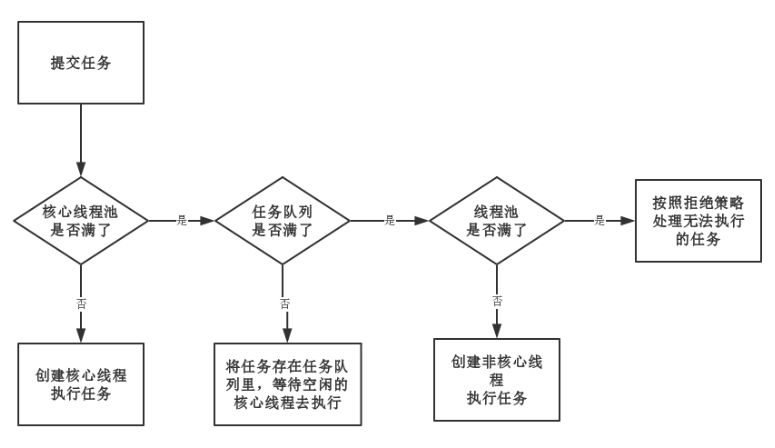 提交任务
核心线程池
是否满了
是
任务队列
是否满了
是
线程池
是否满了
是
按照拒绝策略
处理无法执行
的任务
否
否
否
创建核心线程
执行任务
将任务存在任务队
列里，等待空闲的
核心线程去执行
创建非核心线
程
执行任务